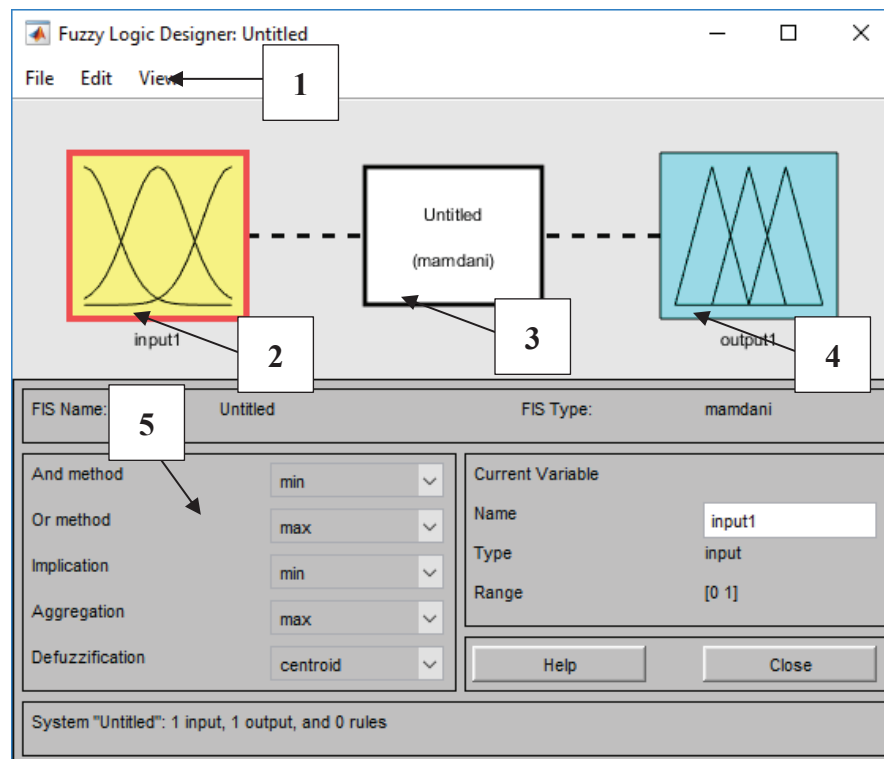 Fuzzy Logic Designer: Untitled
File Edit View
1
Untitled
(mamdani)
input1
2
3
output1
4
FIS Name: Untitled FIS Type: mamdani
5
And method min
Or method max
Implication min
Aggregation max
Defuzzification centroid
Current Variable
Name input1
Type input
Range [0 1]
Help Close
System "Untitled": 1 input, 1 output, and 0 rules